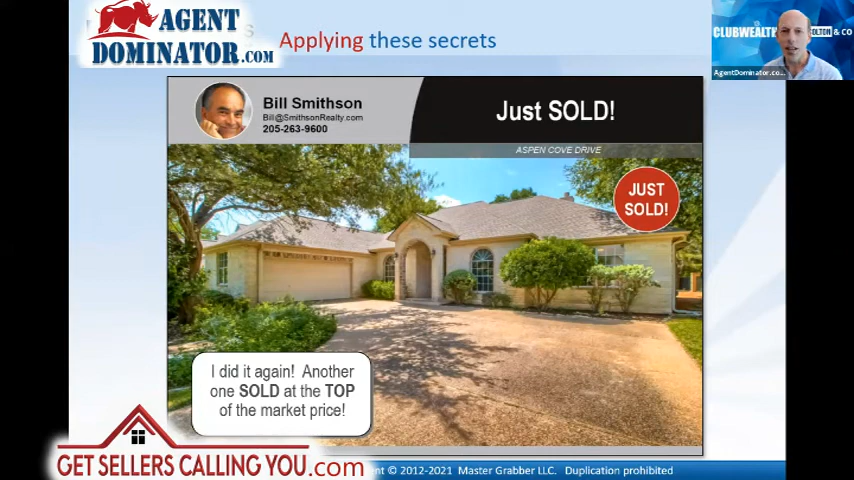 AGENT
DOMINATOR.com
Applying these secrets
CLUBWEALTH
& CO
AgentDominator.co...
Bill Smithson
Bill@SmithsonRealty.com
205-263-9600
Just SOLD!
ASPEN COVE DRIVE
JUST
SOLD!
I did it again! Another
one SOLD at the TOP
of the market price!
GET SELLERS CALLING YOU.com
© 2012-2021 Master Grabber LLC. Duplication prohibited